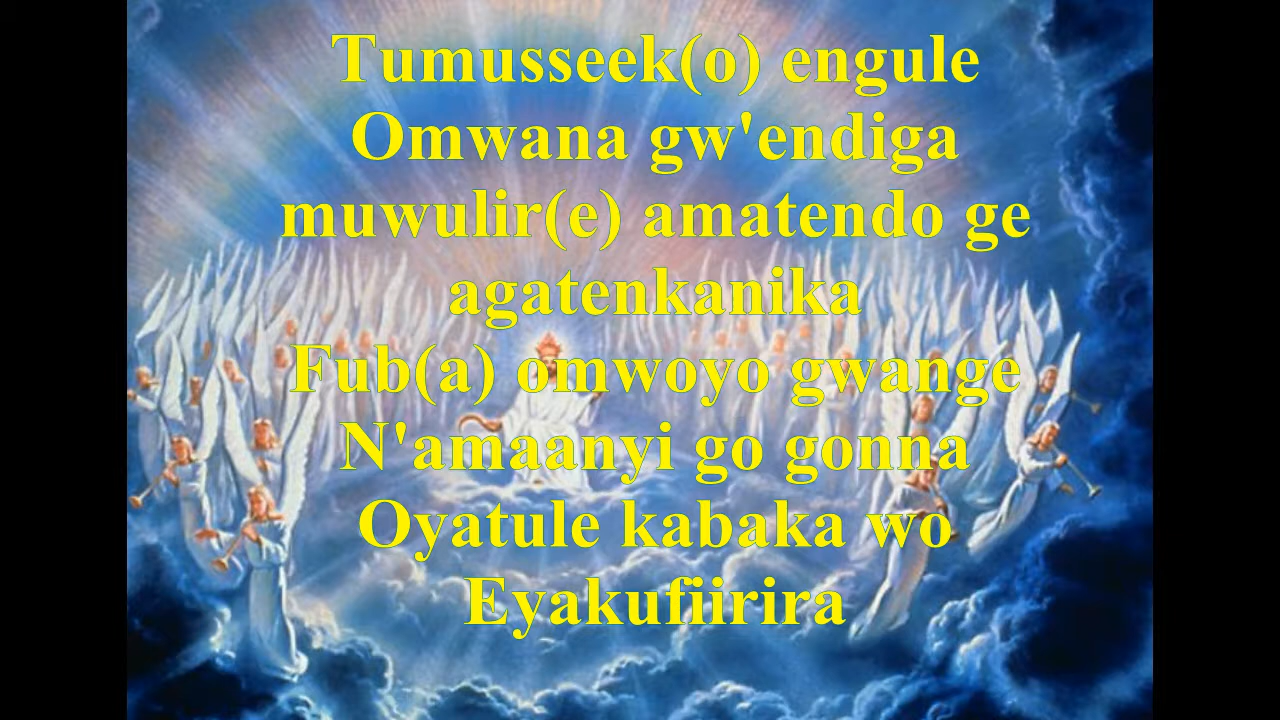 Tumusseek(o) engule
Omwana gw'endiga
muwulir(e) amatendo ge
agatenkanika
Fub(a) omwoyo gwange
N'amaanyi go gonna
Oyatule kabaka wo
Eyakufiirira